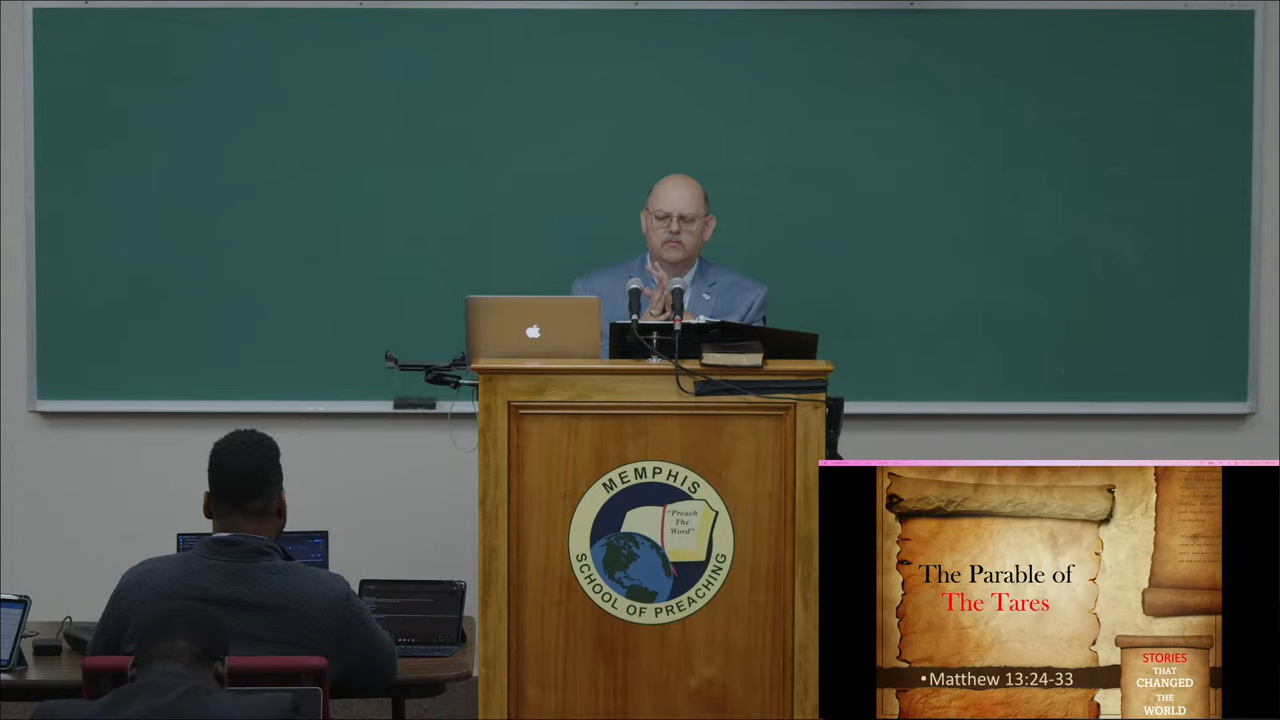 MEMPHIS
"Preach
The
Word"
SCHOOL OF PREACHING
The Parable of
The Tares
•Matthew 13:24-33
STORIES
THAT
CHANGED
THE
WORLD